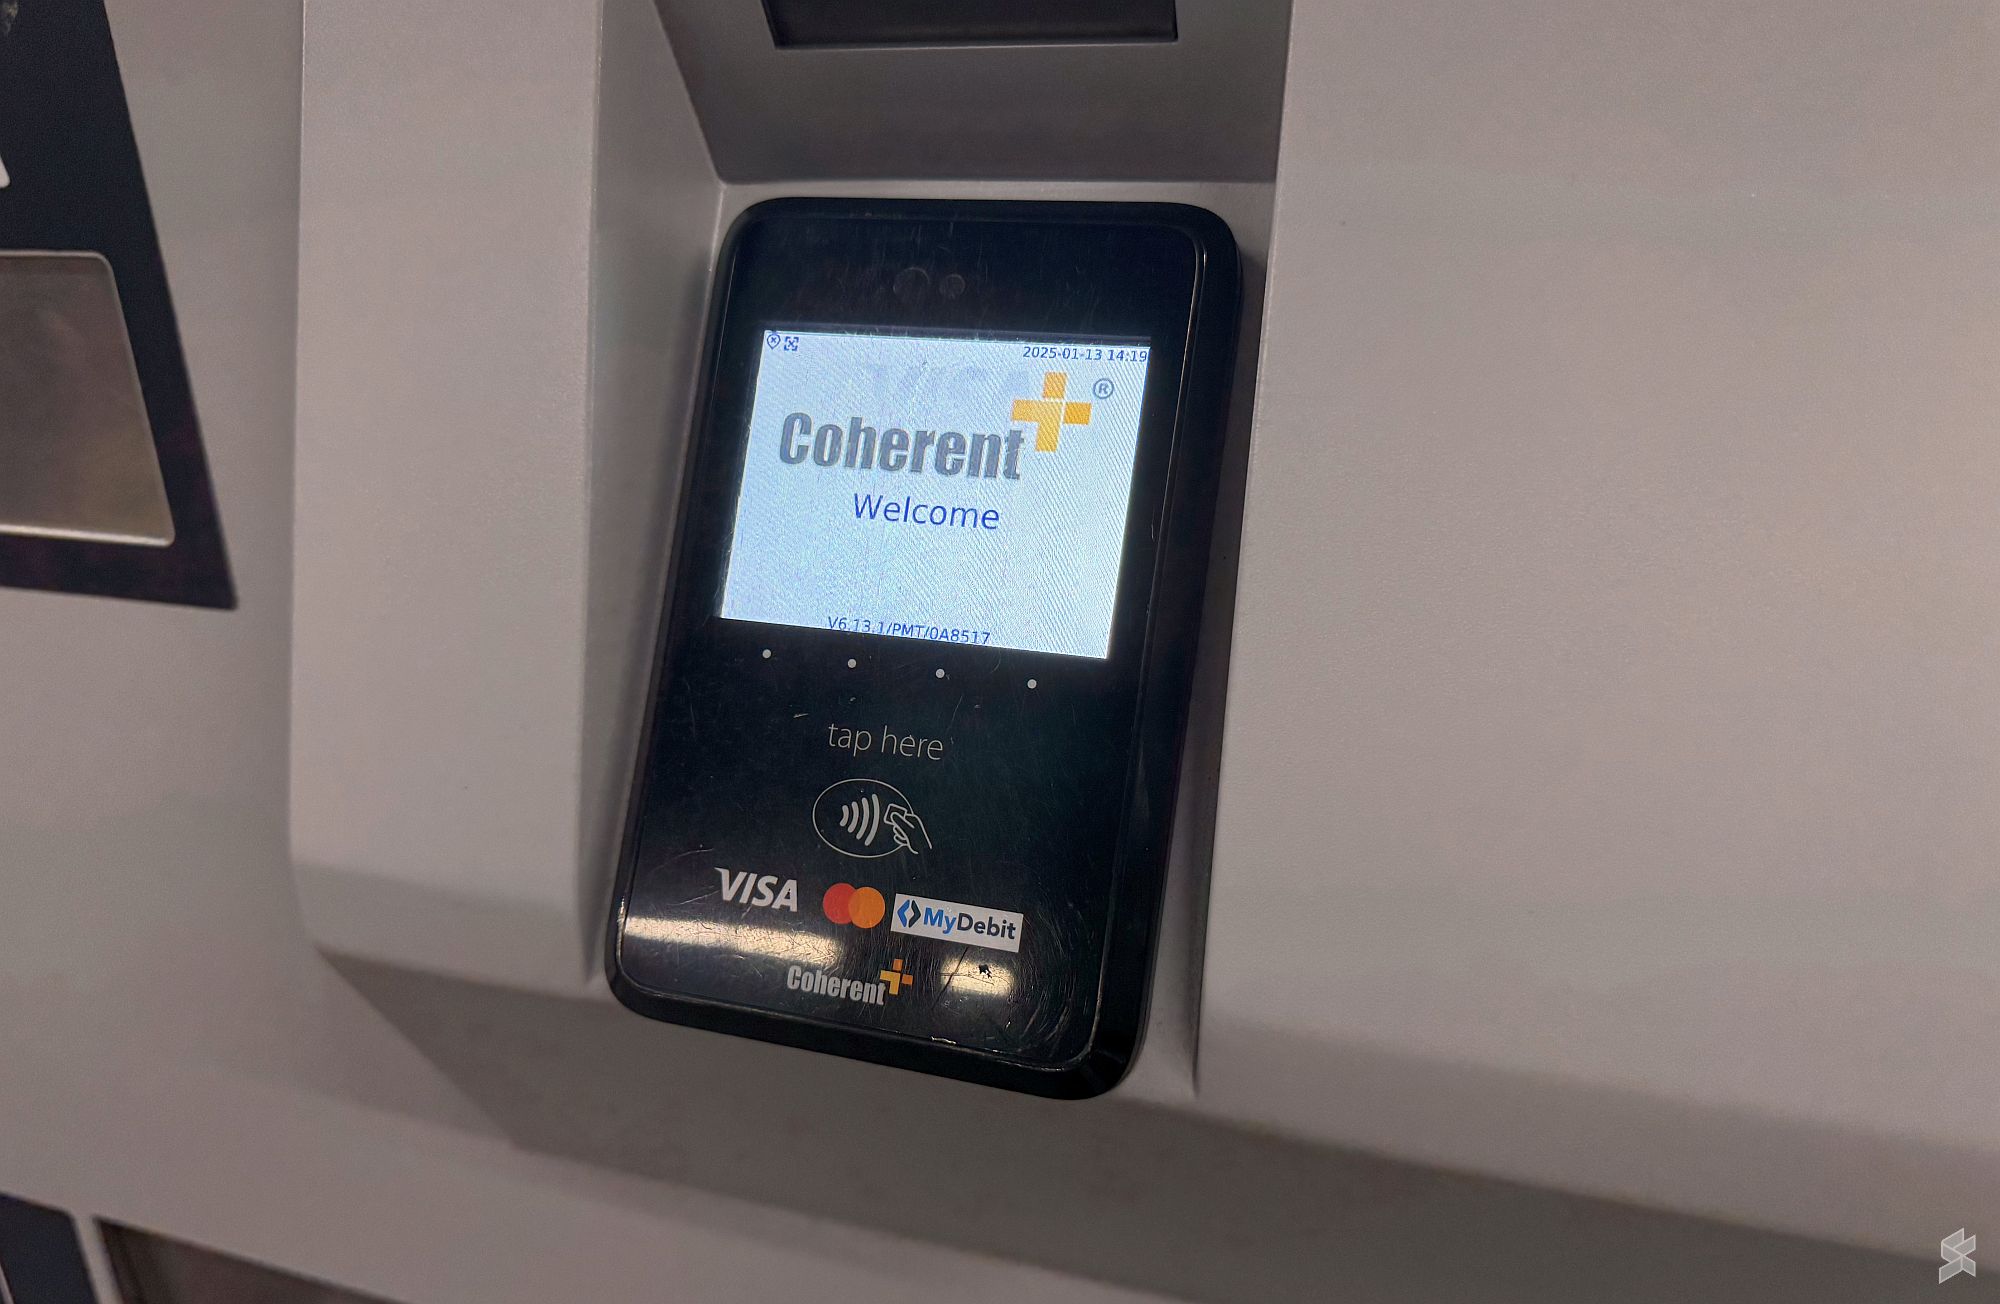 2025-01-13 14:19
Coherent ®
Welcome
V6.13.1/PMT/0A8517
tap here
VISA MyDebit
Coherent